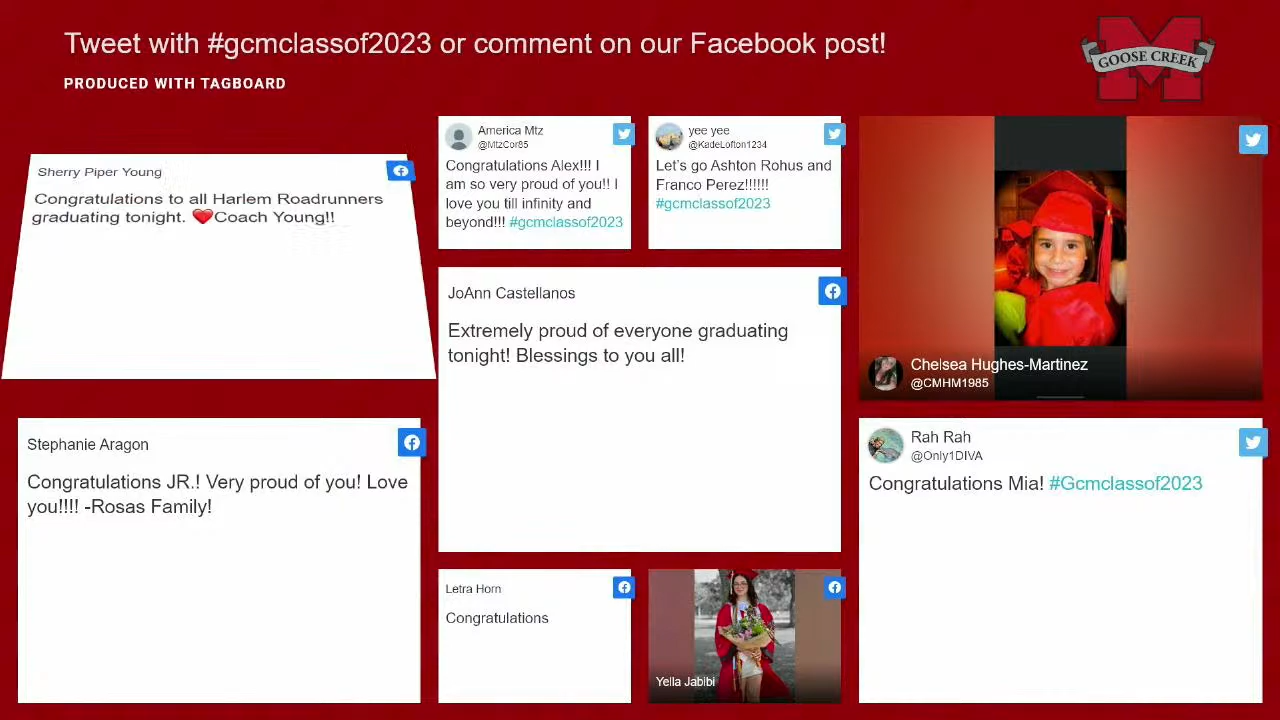 Tweet with #gcmclassof2023 or comment on our Facebook post!
PRODUCED WITH TAGBOARD
M
GOOSE CREEK
Sherry Piper Young
Congratulations to all Harlem Roadrunners
graduating tonight. ❤️Coach Young!!
Stephanie Aragon
Congratulations JR.! Very proud of you! Love
you!!!! -Rosas Family!
America Mtz
@MtzCor85
Congratulations Alex!!! I
am so very proud of you!! I
love you till infinity and
beyond!!! #gcmclassof2023
yee yee
@KadeLofton1234
Let's go Ashton Rohus and
Franco Perez!!!!!!
#gcmclassof2023
JoAnn Castellanos
Extremely proud of everyone graduating
tonight! Blessings to you all!
Letra Horn
Congratulations
Yella Jabibi
Chelsea Hughes-Martinez
@CMHM1985
Rah Rah
@Only1DIVA
Congratulations Mia! #Gcmclassof2023